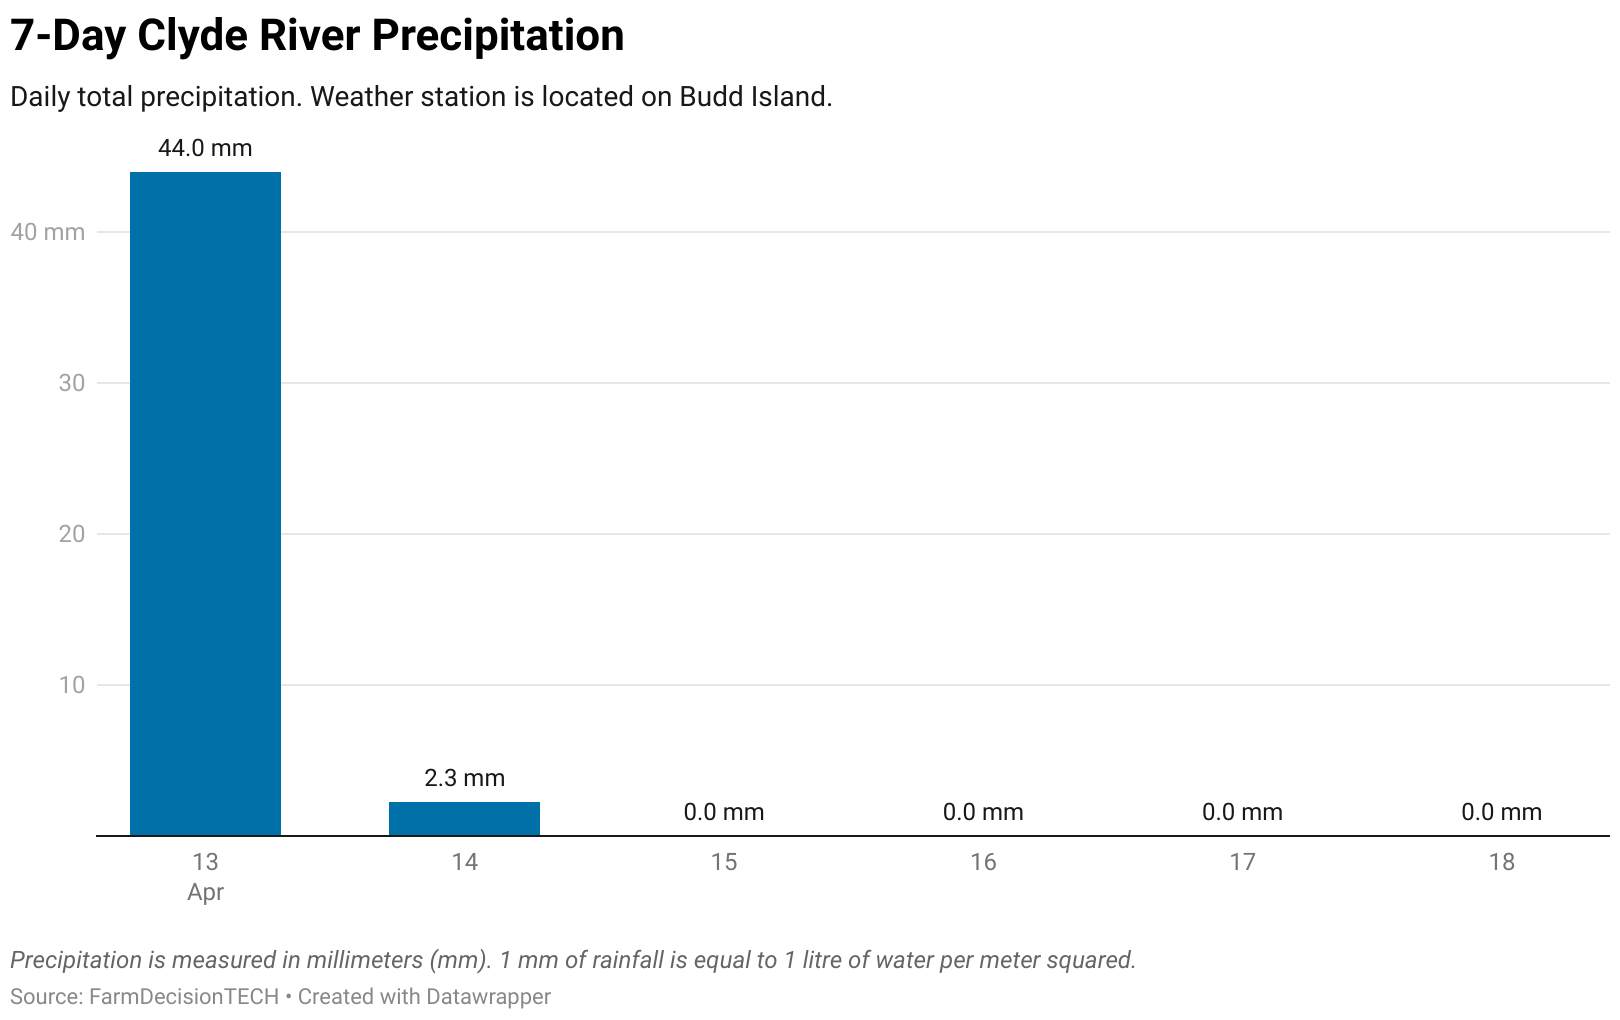 7-Day Clyde River Precipitation
Daily total precipitation. Weather station is located on Budd Island.
44.0 mm
40 mm
30
20
10
2.3 mm
0.0 mm
0.0 mm
0.0 mm
0.0 mm
13
14
15
16
17
18
Apr
Precipitation is measured in millimeters (mm). 1 mm of rainfall is equal to 1 litre of water per meter squared.
Source: FarmDecisionTECH • Created with Datawrapper